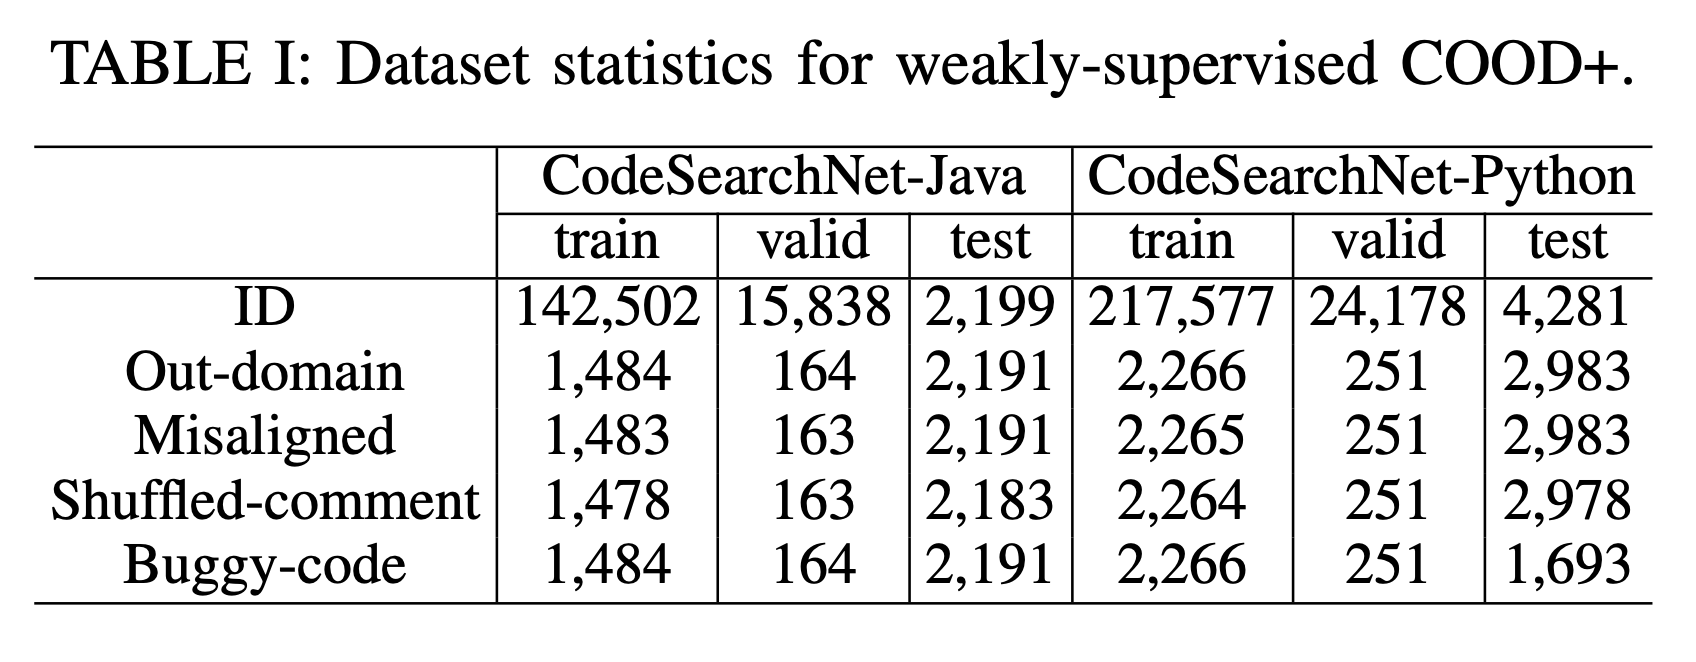 TABLE I: Dataset statistics for weakly-supervised COOD+.
CodeSearchNet-Java CodeSearchNet-Python
train valid test train valid test
ID 142,502 15,838 2,199 217,577 24,178 4,281
Out-domain 1,484 164 2,191 2,266 251 2,983
Misaligned 1,483 163 2,191 2,265 251 2,983
Shuffled-comment 1,478 163 2,183 2,264 251 2,978
Buggy-code 1,484 164 2,191 2,266 251 1,693